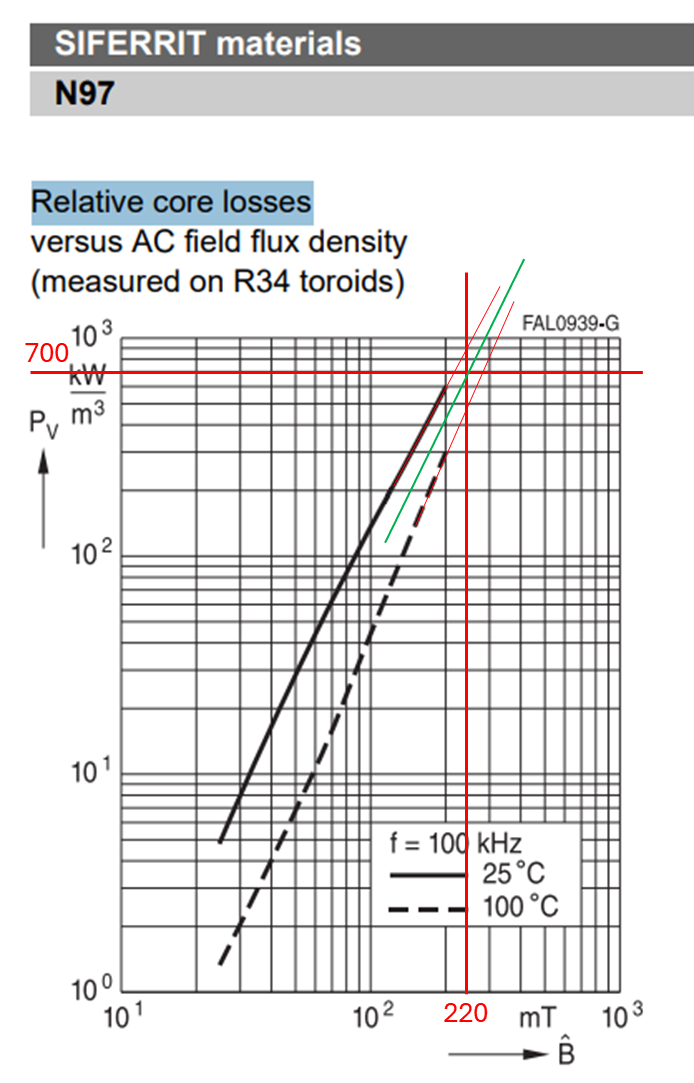 SIFERRIT materials
N97
Relative core losses
versus AC field flux density
(measured on R34 toroids)
FAL0939-G
10³
700
kW
m³
P_V
10²
10¹
f = 100 kHz
25 °C
100 °C
10⁰
10¹
10²
220
mT
10³
B̂